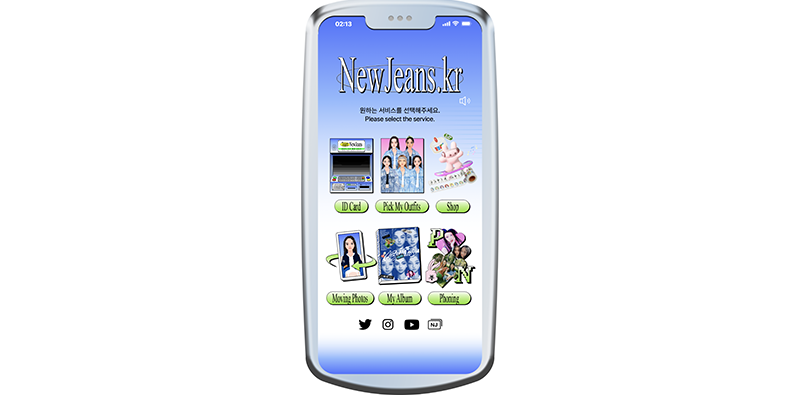 02:13
NewJeans.kr
원하는 서비스를 선택해주세요.
Please select the service.
ID Card
Pick My Outfits
Shop
P
N
Moving Photos
My Album
Phoning
NJ